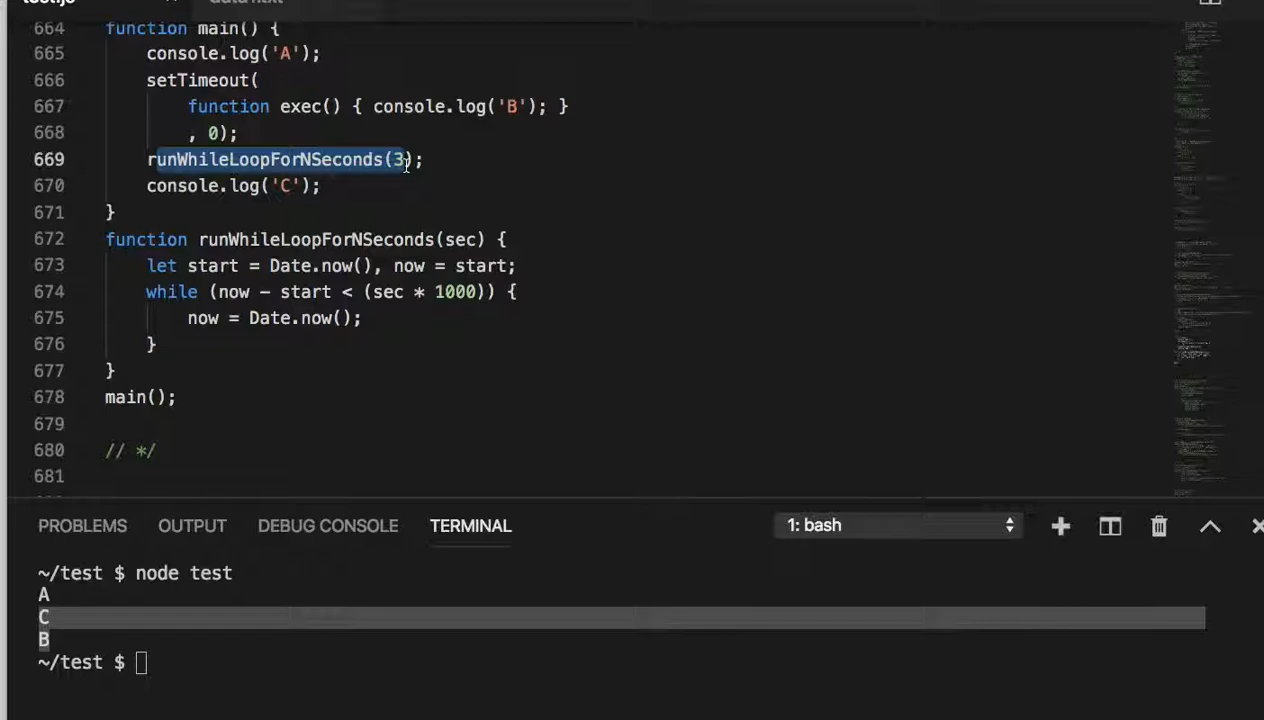 664 function main() {
665 console.log('A');
666 setTimeout(
667 function exec() { console.log('B'); }
668 , 0);
669 runWhileLoopForNSeconds(3);
670 console.log('C');
671 }
672 function runWhileLoopForNSeconds(sec) {
673 let start = Date.now(), now = start;
674 while (now - start < (sec * 1000)) {
675 now = Date.now();
676 }
677 }
678 main();
679
680 // */
681
PROBLEMS OUTPUT DEBUG CONSOLE TERMINAL 1: bash
~/test $ node test
A
C
B
~/test $